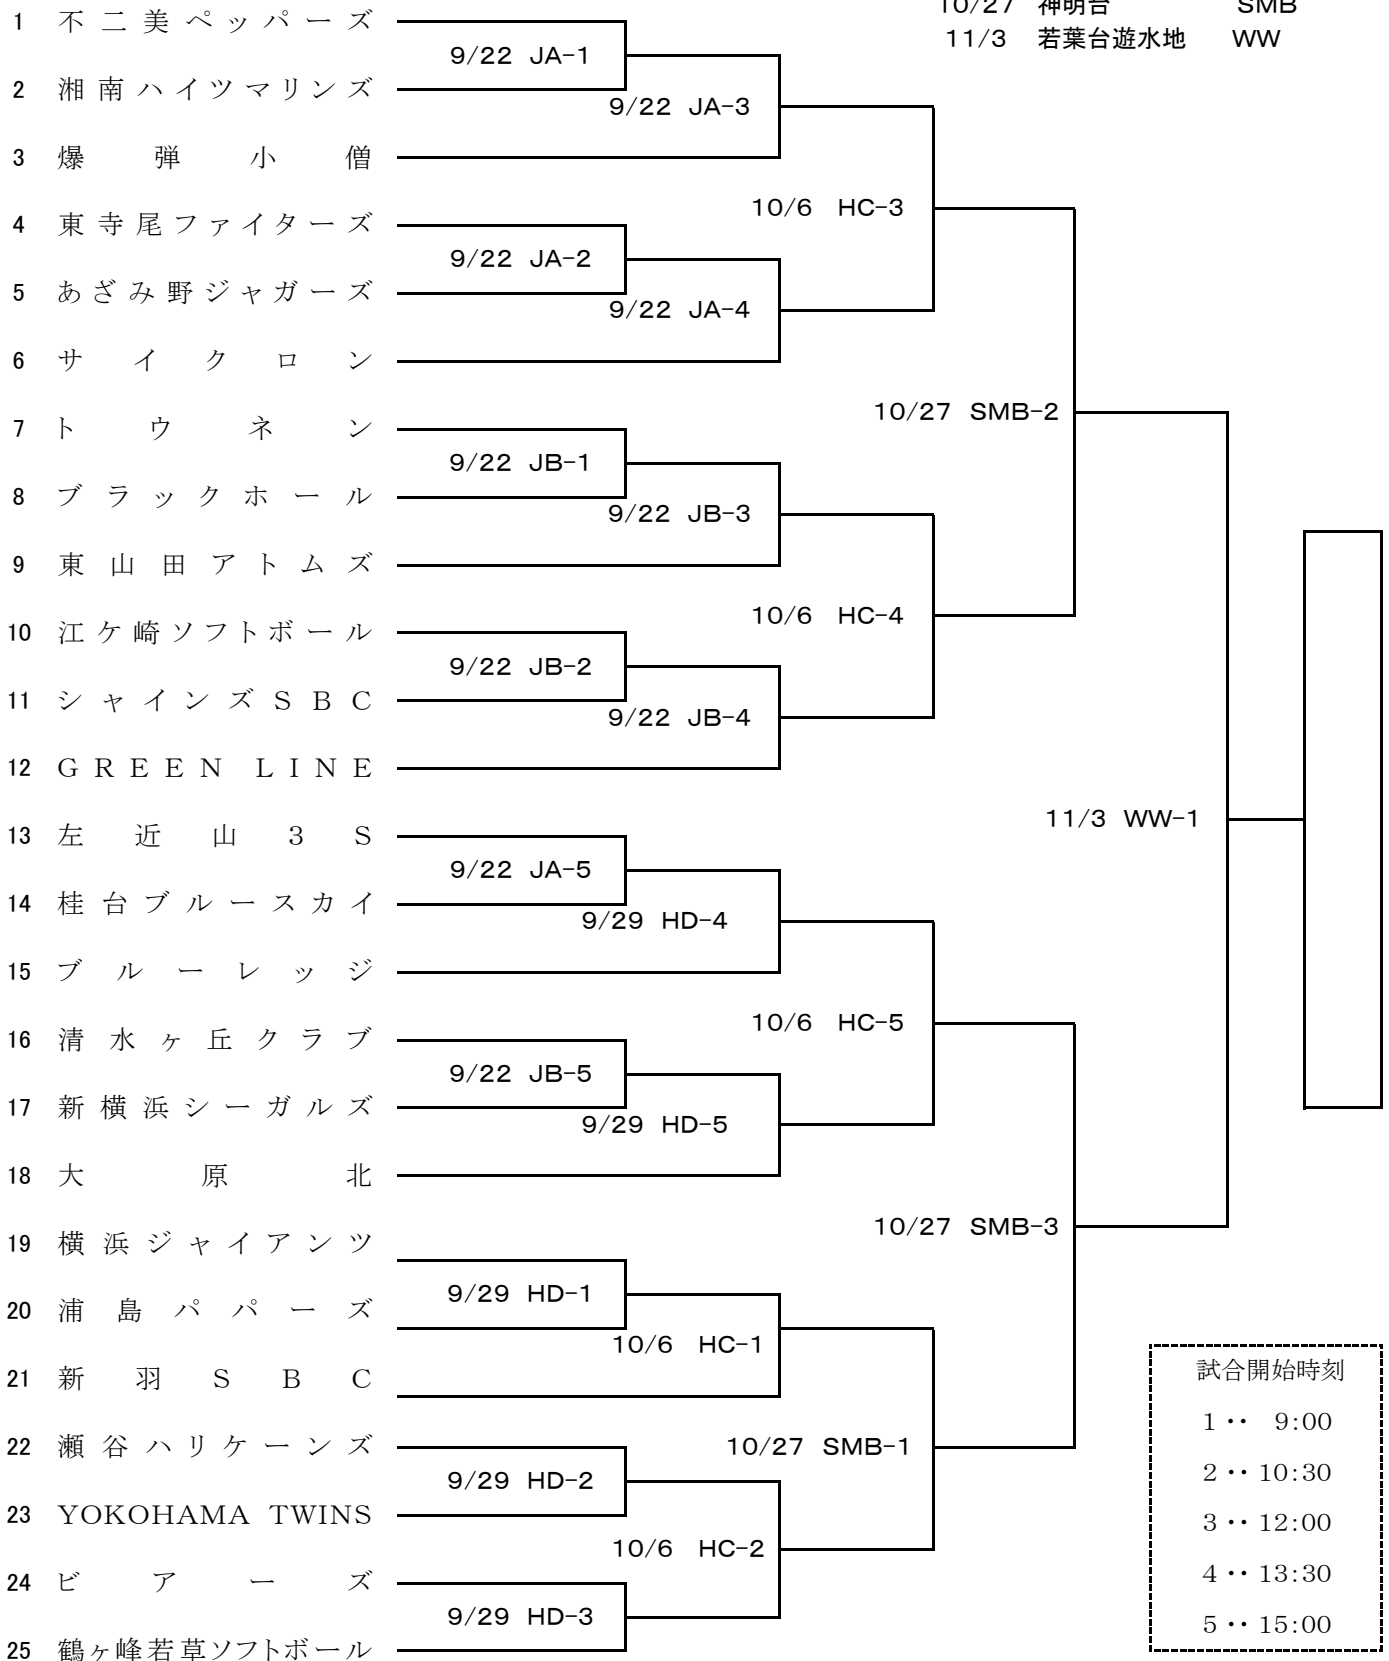 10/27 神明台 SMB
1 不二美ペッパーズ
11/3 若葉台遊水地 WW
9/22 JA-1
2 湘南ハイツマリンズ
9/22 JA-3
3 爆弾小僧
10/6 HC-3
4 東寺尾ファイターズ
9/22 JA-2
5 あざみ野ジャガーズ
9/22 JA-4
6 サイクロン
10/27 SMB-2
7 トウネン
9/22 JB-1
8 ブラックホール
9/22 JB-3
9 東山田アトムズ
10/6 HC-4
10 江ケ崎ソフトボール
9/22 JB-2
11 シャインズSBC
9/22 JB-4
12 GREEN LINE
11/3 WW-1
13 左近山3S
9/22 JA-5
14 桂台ブルースカイ
9/29 HD-4
15 ブルーレッジ
10/6 HC-5
16 清水ヶ丘クラブ
9/22 JB-5
17 新横浜シーガルズ
9/29 HD-5
18 大原北
10/27 SMB-3
19 横浜ジャイアンツ
9/29 HD-1
20 浦島パパーズ
10/6 HC-1
21 新羽SBC
22 瀬谷ハリケーンズ
10/27 SMB-1
9/29 HD-2
23 YOKOHAMA TWINS
10/6 HC-2
24 ビアーズ
9/29 HD-3
25 鶴ヶ峰若草ソフトボール
試合開始時刻
1・・ 9:00
2・・10:30
3・・12:00
4・・13:30
5・・15:00